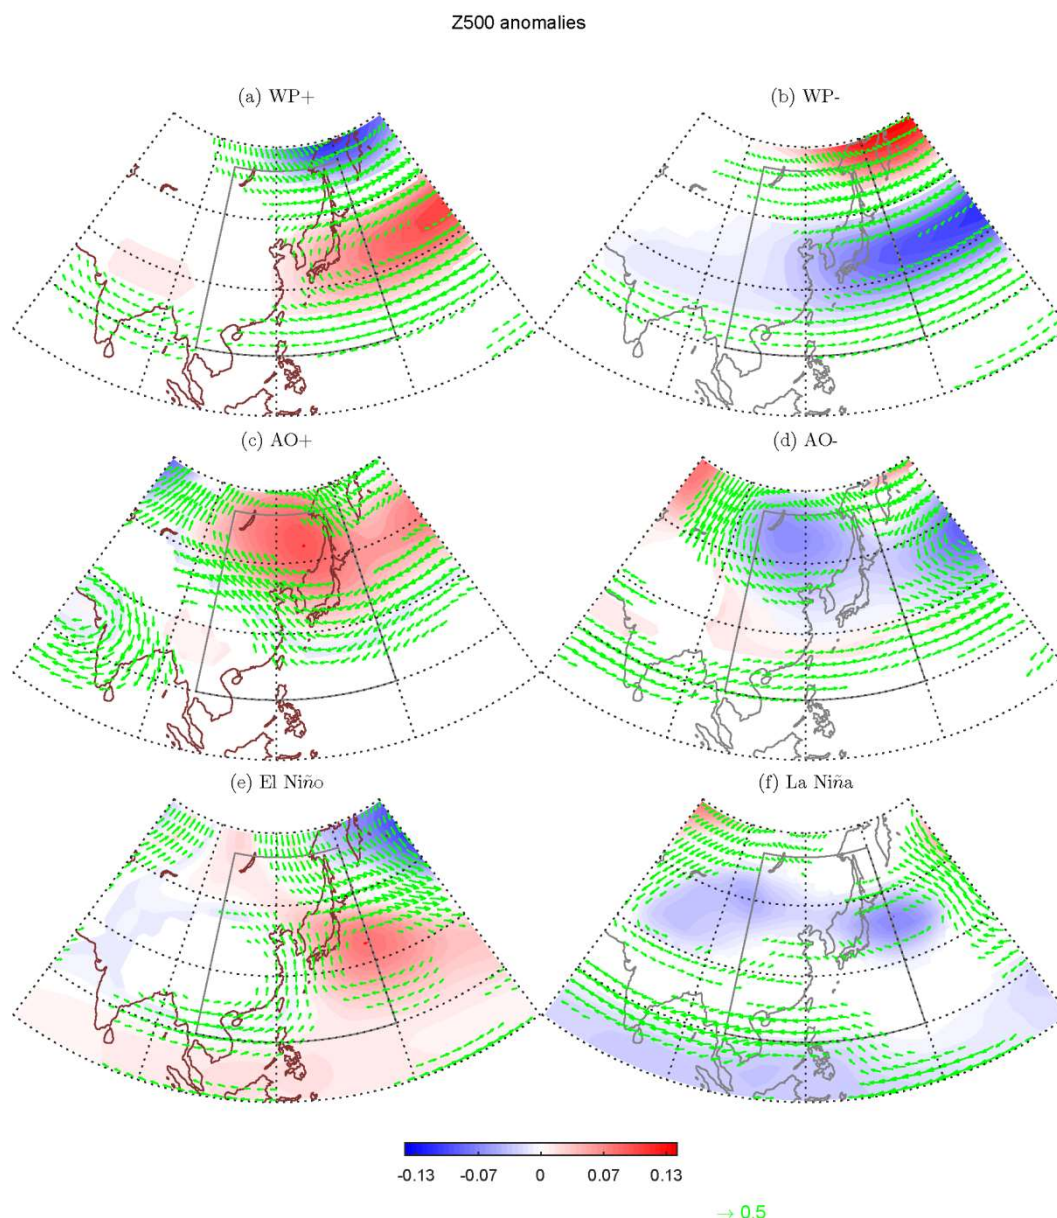 Z500 anomalies
(a) WP+
(b) WP-
(c) AO+
(d) AO-
(e) El Niño
(f) La Niña
-0.13 -0.07 0 0.07 0.13
→ 0.5